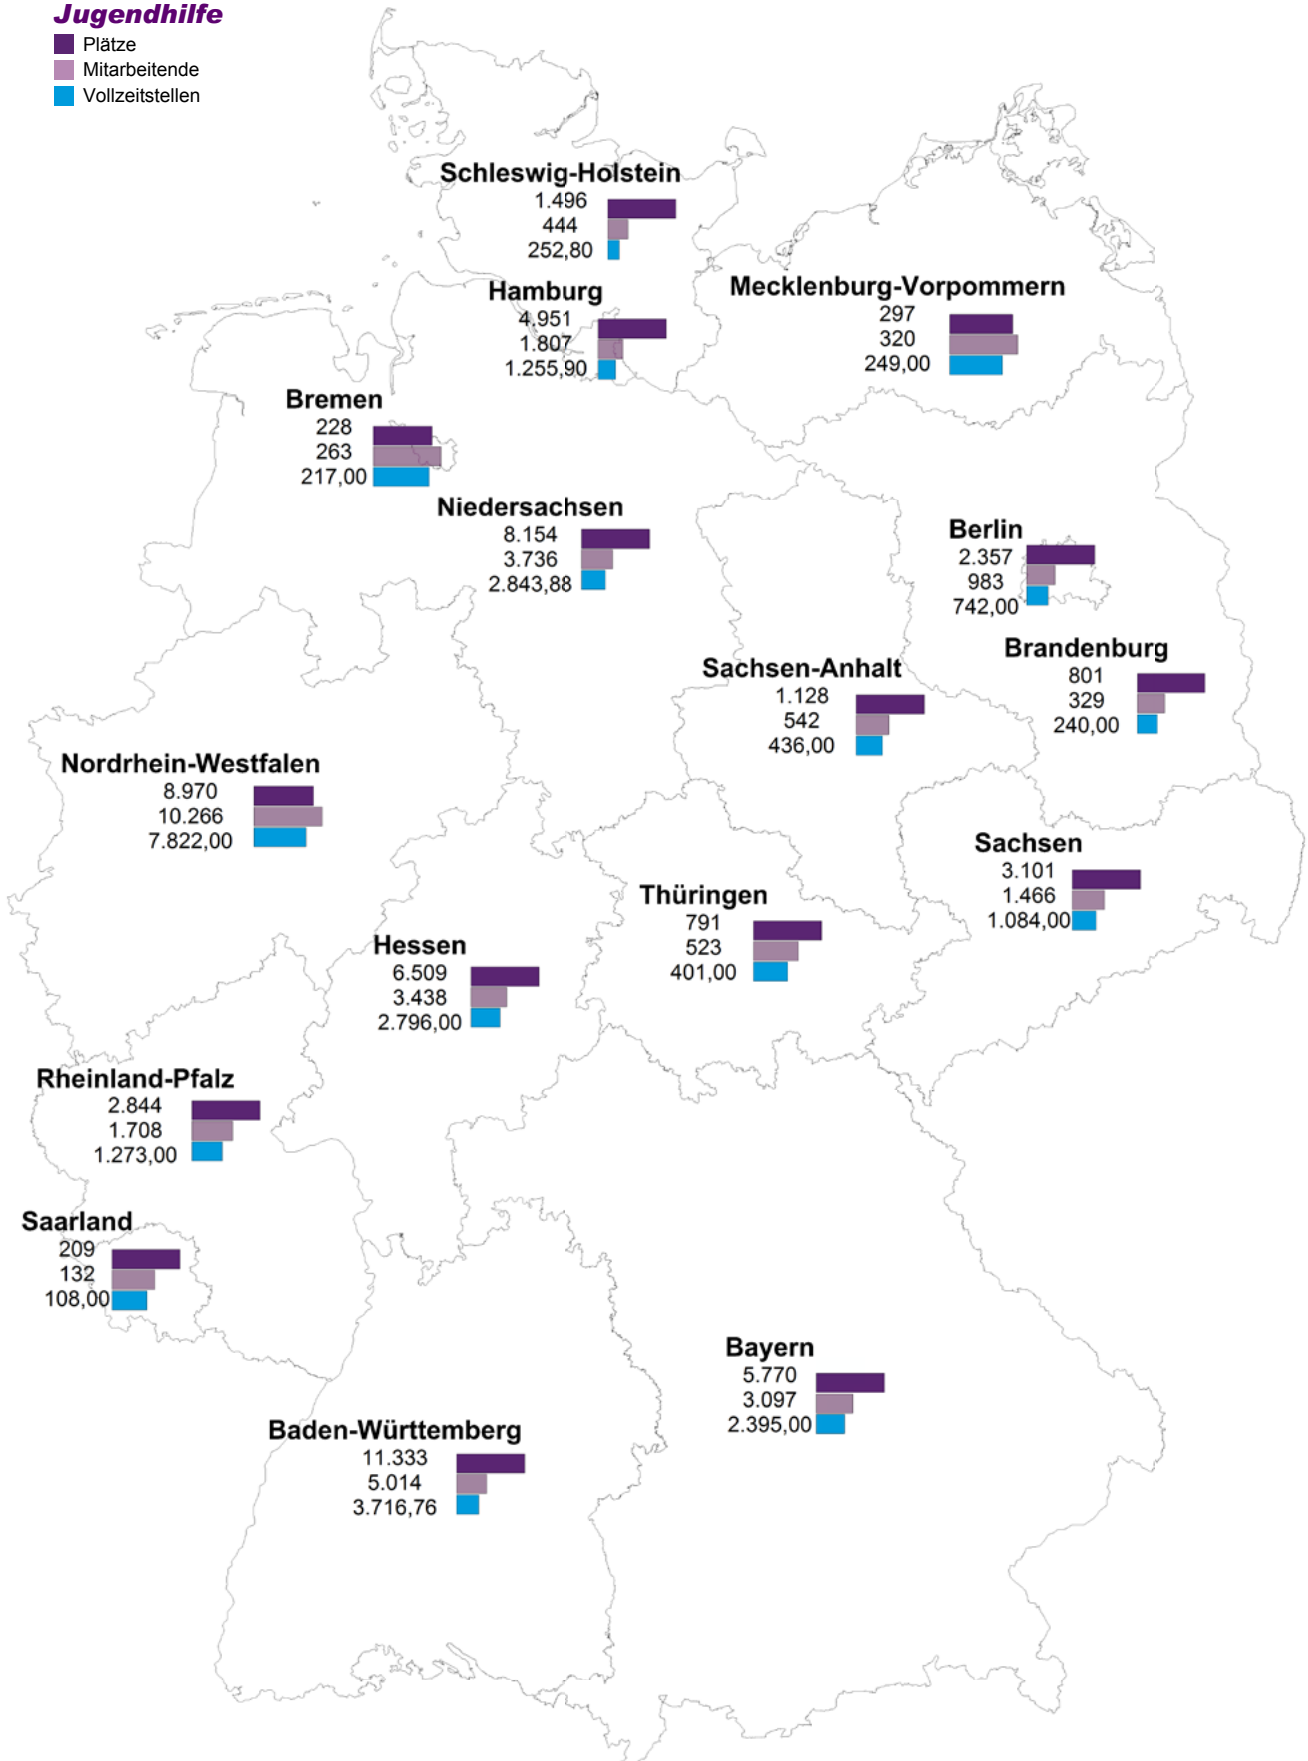 Jugendhilfe
Plätze
Mitarbeitende
Vollzeitstellen
Schleswig-Holstein
1.496
444
252,80
Hamburg
4.951
1.807
1.255,90
Mecklenburg-Vorpommern
297
320
249,00
Bremen
228
263
217,00
Niedersachsen
8.154
3.736
2.843,88
Berlin
2.357
983
742,00
Brandenburg
801
329
240,00
Sachsen-Anhalt
1.128
542
436,00
Nordrhein-Westfalen
8.970
10.266
7.822,00
Sachsen
3.101
1.466
1.084,00
Thüringen
791
523
401,00
Hessen
6.509
3.438
2.796,00
Rheinland-Pfalz
2.844
1.708
1.273,00
Saarland
209
132
108,00
Bayern
5.770
3.097
2.395,00
Baden-Württemberg
11.333
5.014
3.716,76